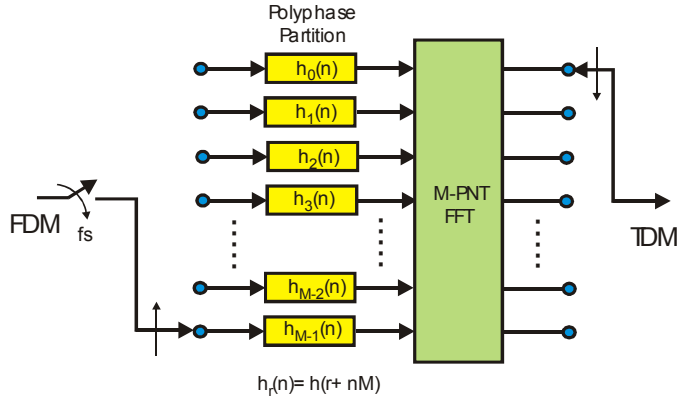 Polyphase
Partition
h0(n)
h1(n)
h2(n)
h3(n)
hM-2(n)
hM-1(n)
FDM
fs
M-PNT
FFT
TDM
hr(n)= h(r+ nM)